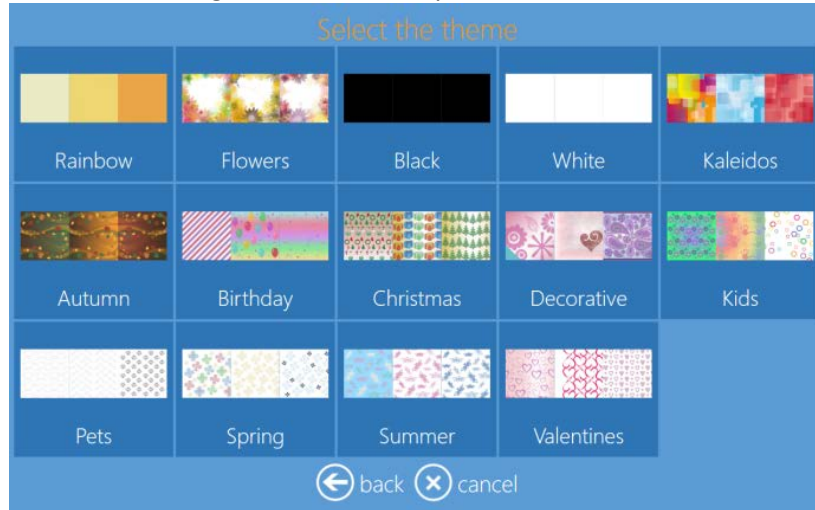 Select the theme
Rainbow Flowers Black White Kaleidos
Autumn Birthday Christmas Decorative Kids
Pets Spring Summer Valentines
back cancel